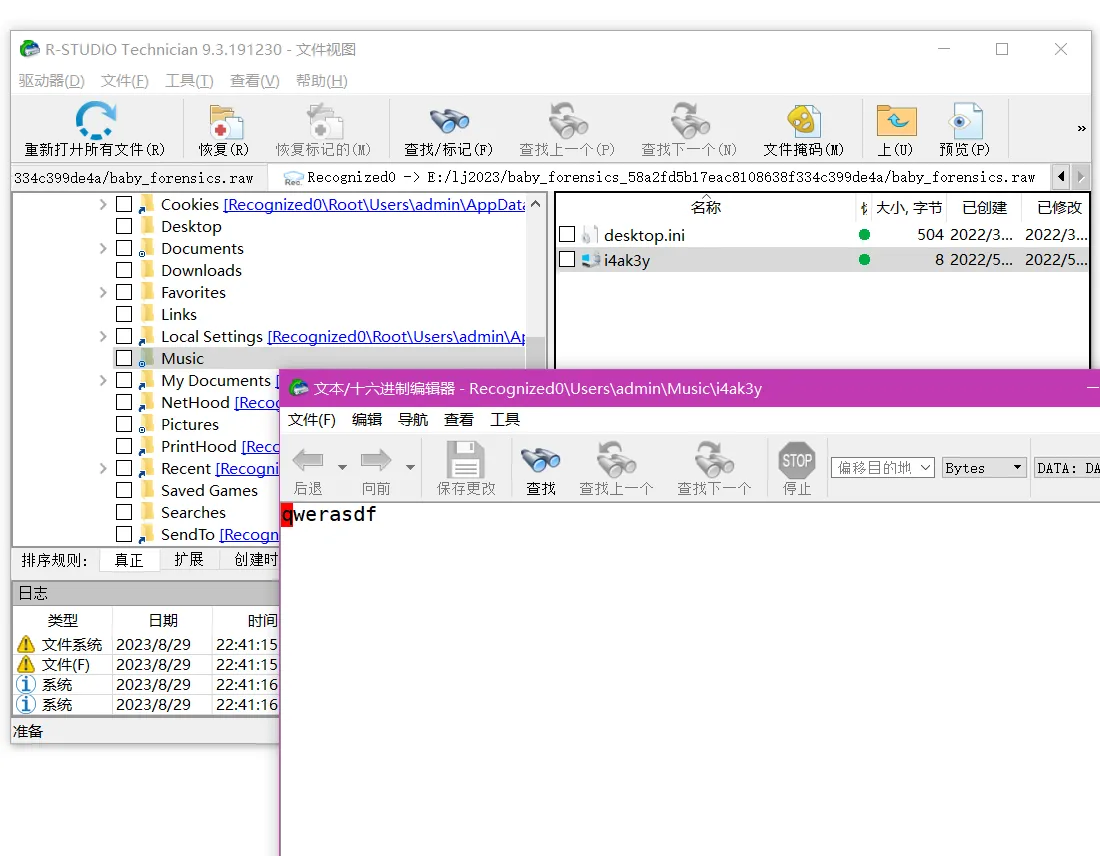 R-STUDIO Technician 9.3.191230 - 文件视图
驱动器(D) 文件(F) 工具(T) 查看(V) 帮助(H)
重新打开所有文件(R) 恢复(R) 恢复标记的(M) 查找/标记(F) 查找上一个(P) 查找下一个(N) 文件掩码(M) 上(U) 预览(P) »
334c399de4a/baby_forensics.raw Rec. Recognized0 -> E:/lj2023/baby_forensics_58a2fd5b17eac8108638f334c399de4a/baby_forensics.raw
Cookies [Recognized0\Root\Users\admin\AppData
Desktop
Documents
Downloads
Favorites
Links
Local Settings [Recognized0\Root\Users\admin\Ap
Music
My Documents [
NetHood [Recog
Pictures
PrintHood [Rec
Recent [Recogni
Saved Games
Searches
SendTo [Recogn
名称 大小, 字节 已创建 已修改
desktop.ini 504 2022/3... 2022/3...
i4ak3y 8 2022/5... 2022/5...
排序规则: 真正 扩展 创建时
日志
类型 日期 时间
文件系统 2023/8/29 22:41:15
文件(F) 2023/8/29 22:41:15
系统 2023/8/29 22:41:16
系统 2023/8/29 22:41:16
准备
文本/十六进制编辑器 - Recognized0\Users\admin\Music\i4ak3y
文件(F) 编辑 导航 查看 工具
后退 向前 保存更改 查找 查找上一个 查找下一个 STOP 停止 偏移目的地 Bytes DATA: DA
qwerasdf